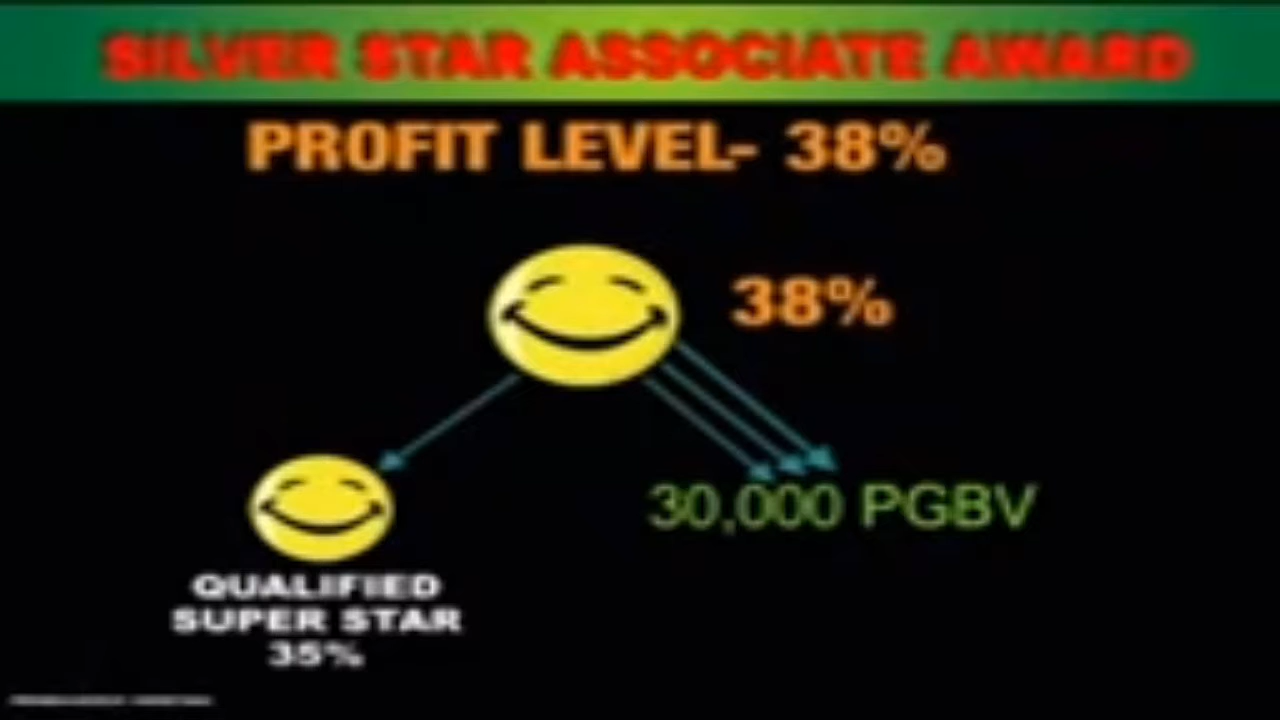 SILVER STAR ASSOCIATE AWARD
PROFIT LEVEL- 38%
38%
30,000 PGBV
QUALIFIED
SUPER STAR
35%